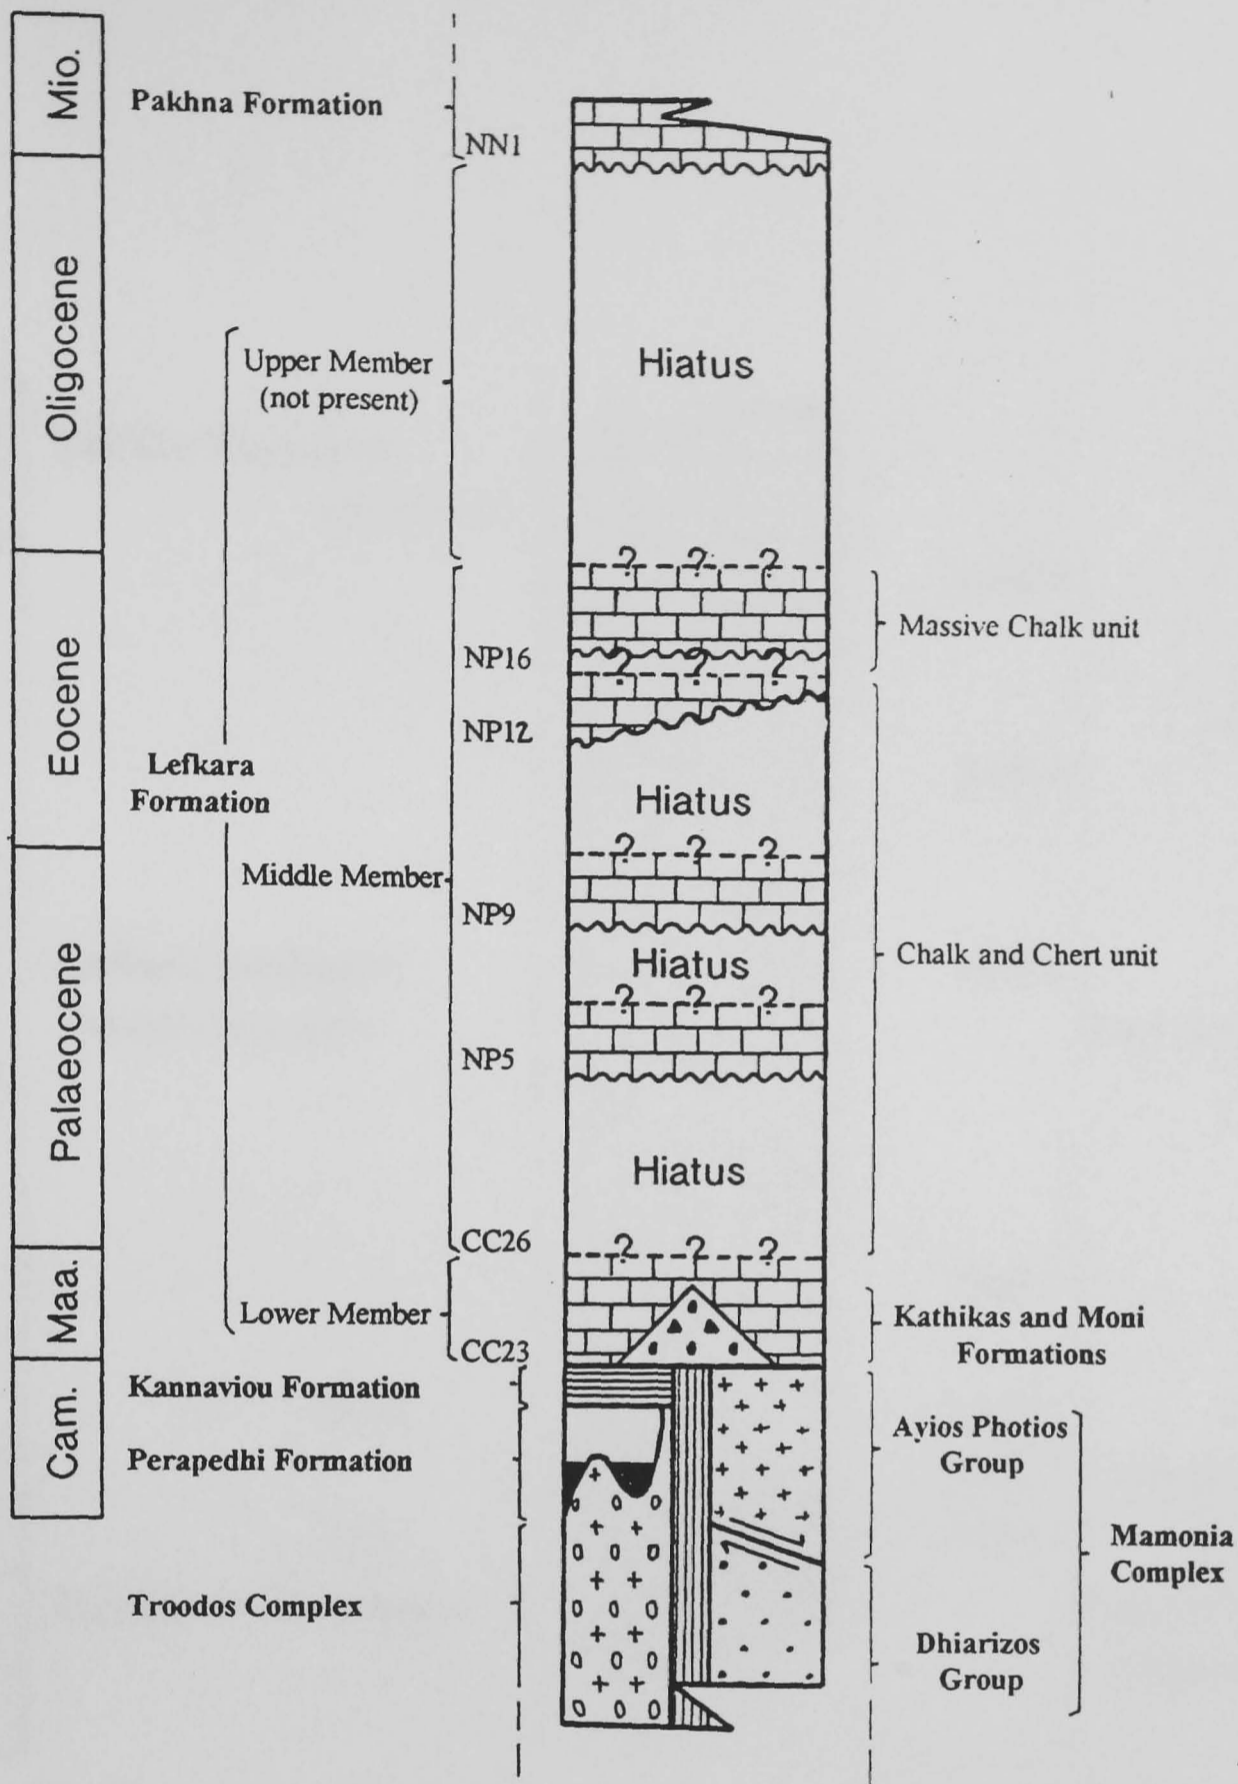 Mio.
Pakhna Formation
NN1
Oligocene
Upper Member
(not present)
Hiatus
? ? ?
Massive Chalk unit
NP16
? ? ?
Eocene
NP12
Lefkara
Formation
Hiatus
? ? ?
Middle Member
NP9
Chalk and Chert unit
Hiatus
? ? ?
Palaeocene
NP5
Hiatus
CC26
? ? ?
Maa.
Lower Member
CC23
Kathikas and Moni
Formations
Cam.
Kannaviou Formation
Perapedhi Formation
Ayios Photios
Group
Mamonia
Complex
Troodos Complex
Dhiarizos
Group